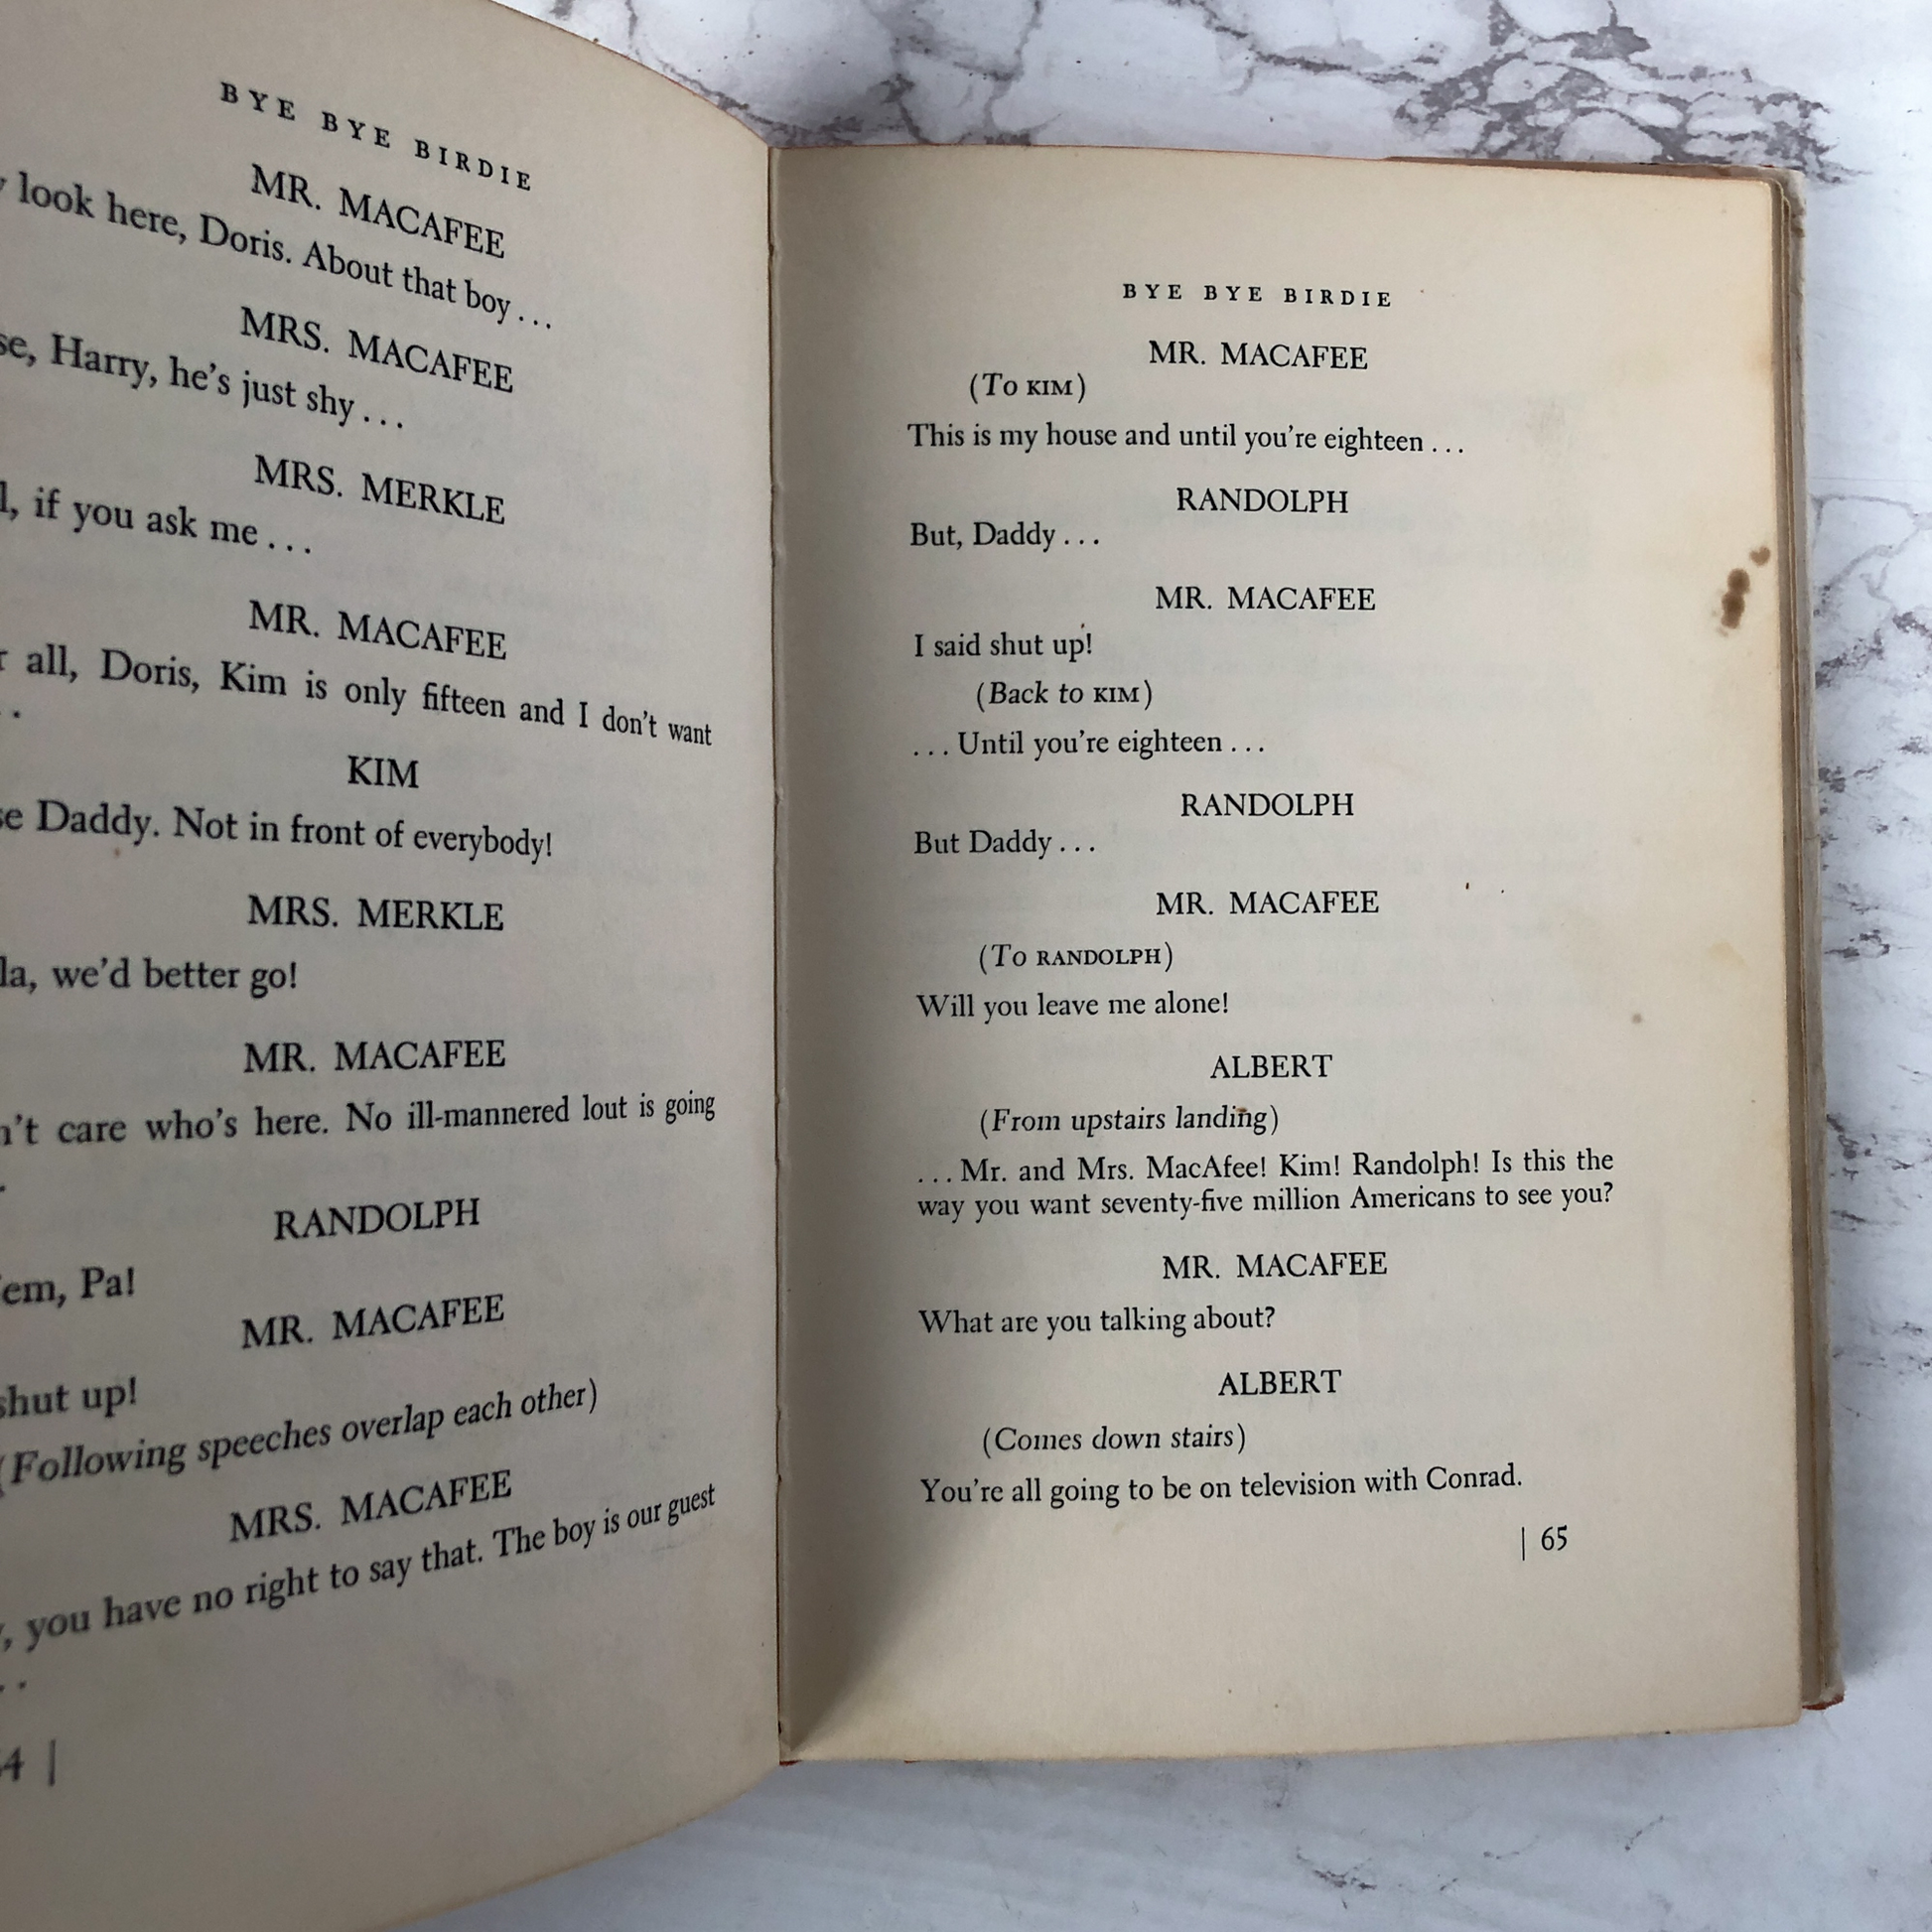 BYE BYE BIRDIE
MR. MACAFEE
look here, Doris. About that boy...
MRS. MACAFEE
Harry, he's just shy...
MRS. MERKLE
if you ask me...
MR. MACAFEE
all, Doris, Kim is only fifteen and I don't want
KIM
Daddy. Not in front of everybody!
MRS. MERKLE
we'd better go!
MR. MACAFEE
care who's here. No ill-mannered lout is going
RANDOLPH
'em, Pa!
MR. MACAFEE
shut up!
(Following speeches overlap each other)
MRS. MACAFEE
you have no right to say that. The boy is our guest
BYE BYE BIRDIE
MR. MACAFEE
(To KIM)
This is my house and until you're eighteen...
RANDOLPH
But, Daddy...
MR. MACAFEE
I said shut up!
(Back to KIM)
...Until you're eighteen...
RANDOLPH
But Daddy...
MR. MACAFEE
(To RANDOLPH)
Will you leave me alone!
ALBERT
(From upstairs landing)
...Mr. and Mrs. MacAfee! Kim! Randolph! Is this the
way you want seventy-five million Americans to see you?
MR. MACAFEE
What are you talking about?
ALBERT
(Comes down stairs)
You're all going to be on television with Conrad.
| 65